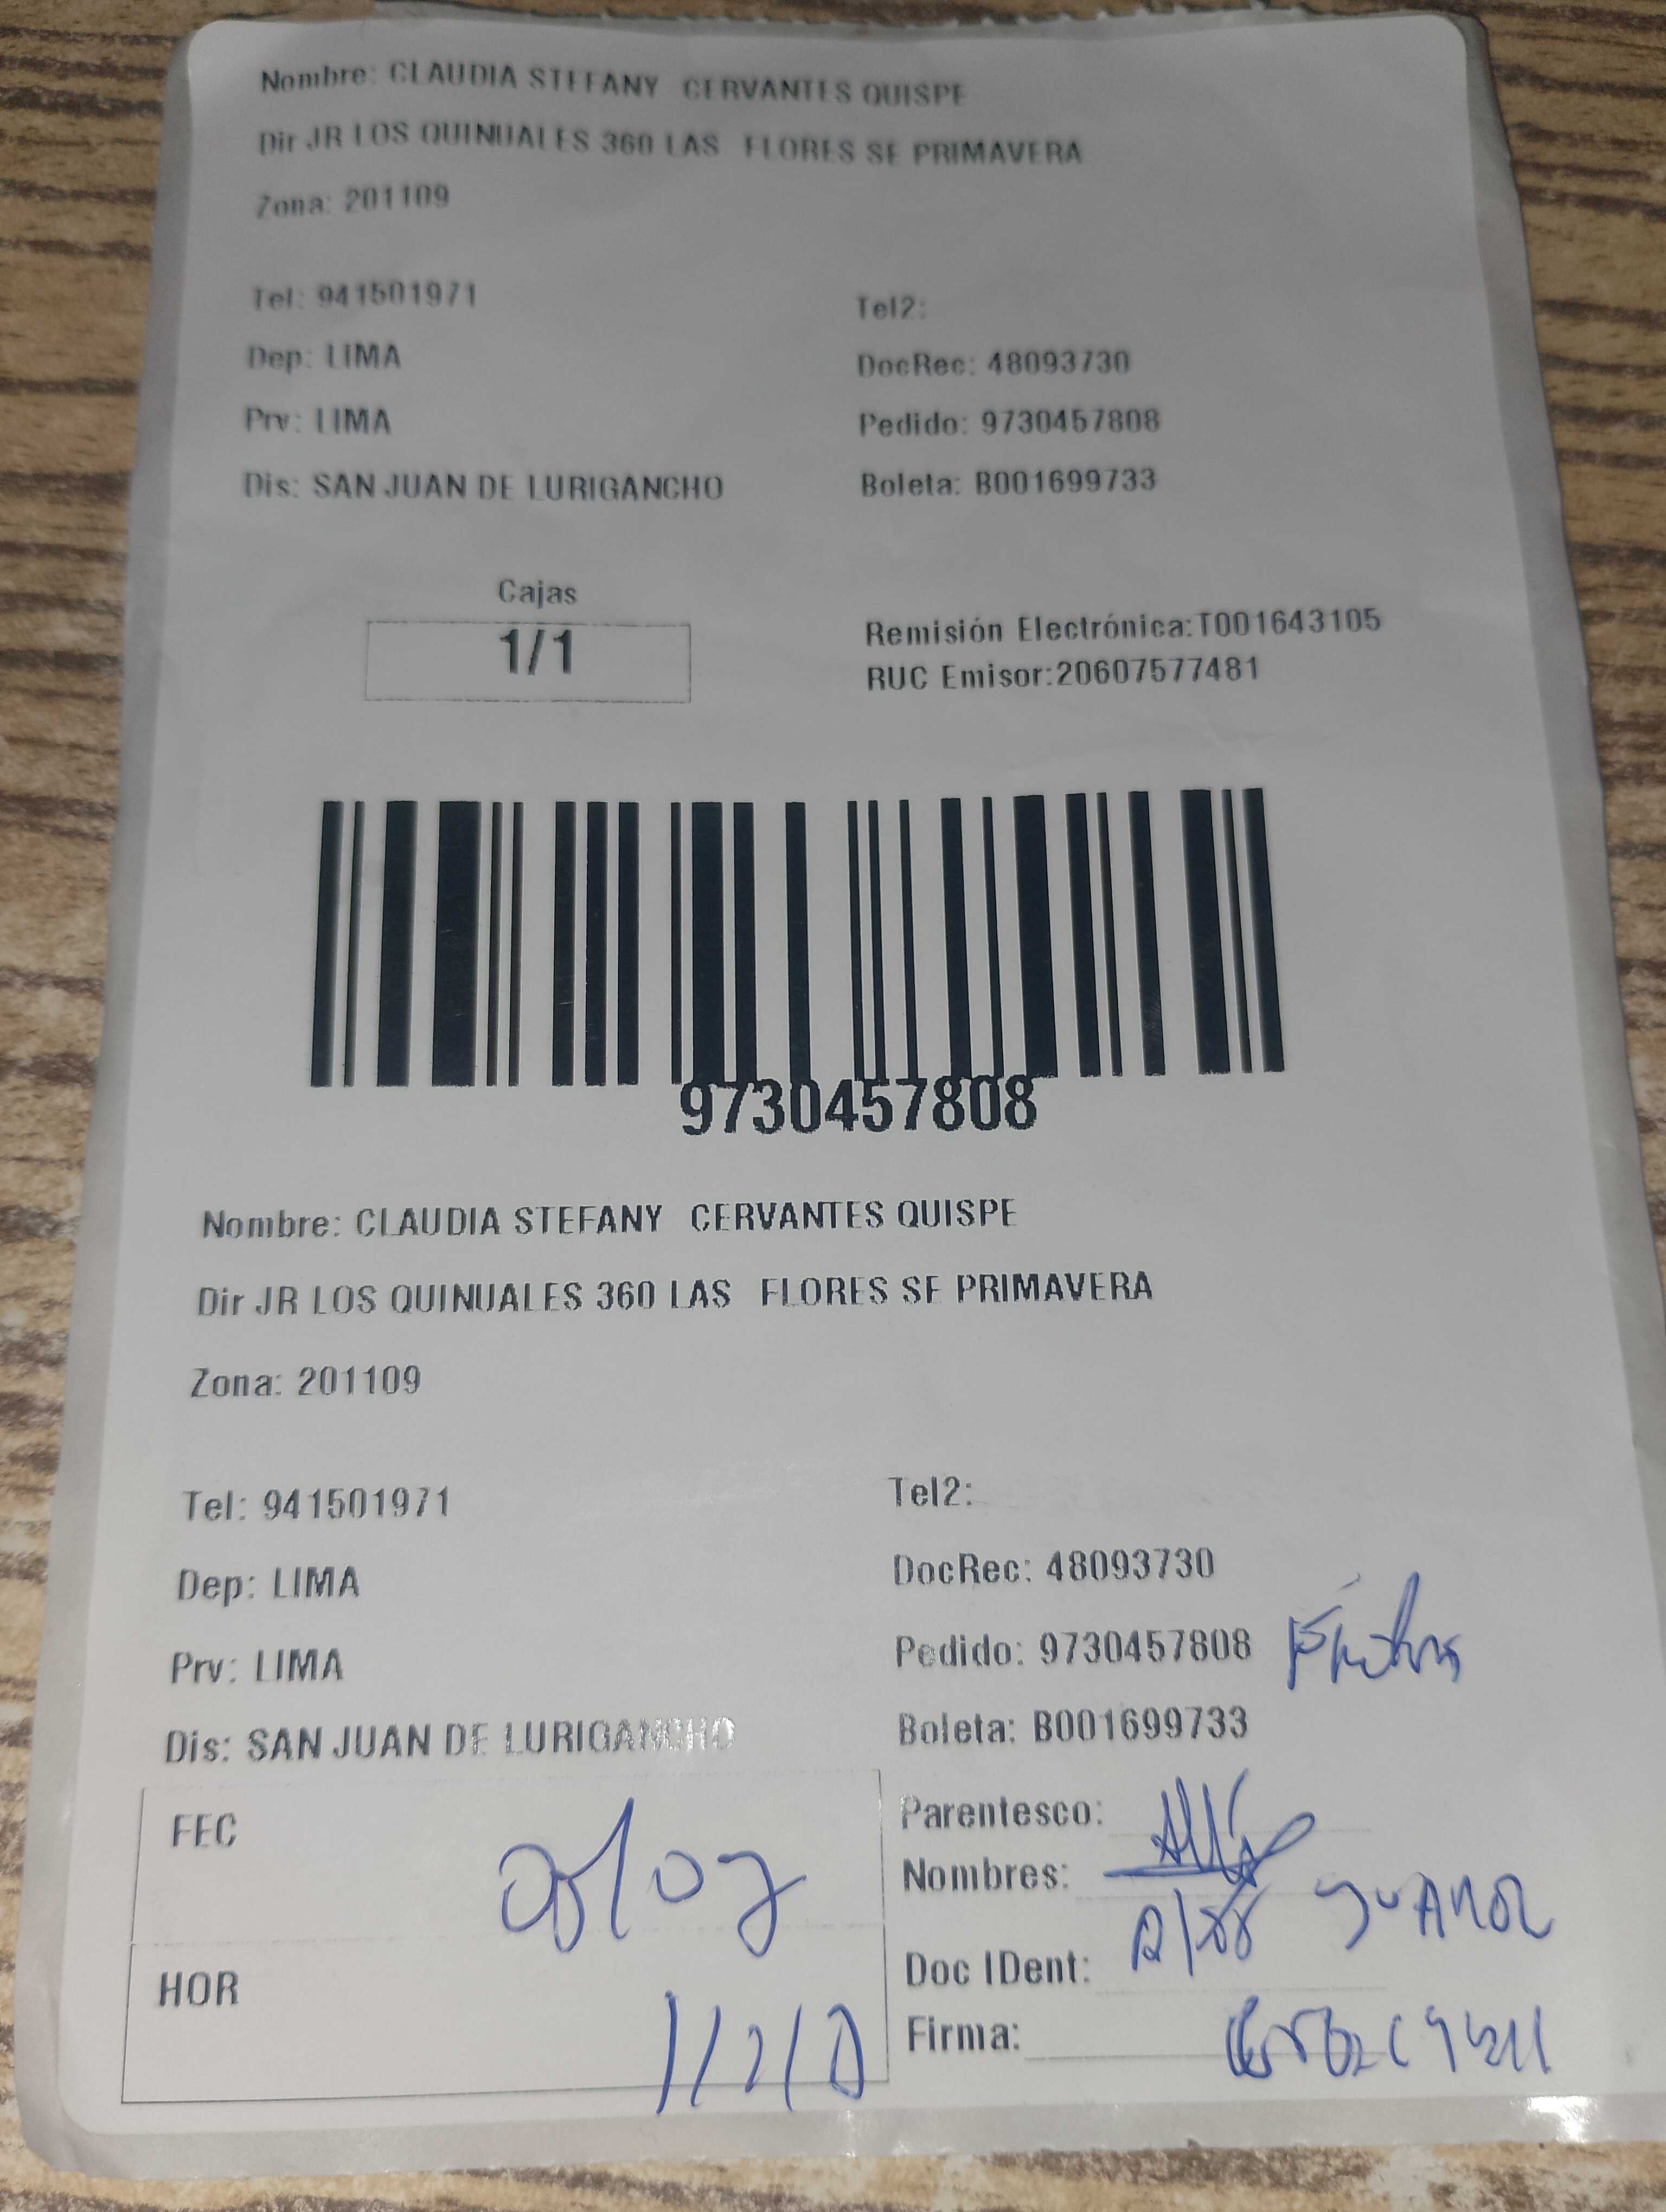 Nombre: CLAUDIA STEFANY CERVANTES QUISPE
Dir JR LOS QUINUALES 360 LAS FLORES SE PRIMAVERA
Zona: 201109
Tel: 941501971 Tel2:
Dep: LIMA DocRec: 48093730
Prv: LIMA Pedido: 9730457808
Dis: SAN JUAN DE LURIGANCHO Boleta: B001699733
Cajas
1/1
Remisión Electrónica:T001643105
RUC Emisor:20607577481
9730457808
Nombre: CLAUDIA STEFANY CERVANTES QUISPE
Dir JR LOS QUINUALES 360 LAS FLORES SE PRIMAVERA
Zona: 201109
Tel: 941501971 Tel2:
Dep: LIMA DocRec: 48093730
Prv: LIMA Pedido: 9730457808
Dis: SAN JUAN DE LURIGANCHO Boleta: B001699733
FEC
HOR
Parentesco:
Nombres:
Doc IDent:
Firma: